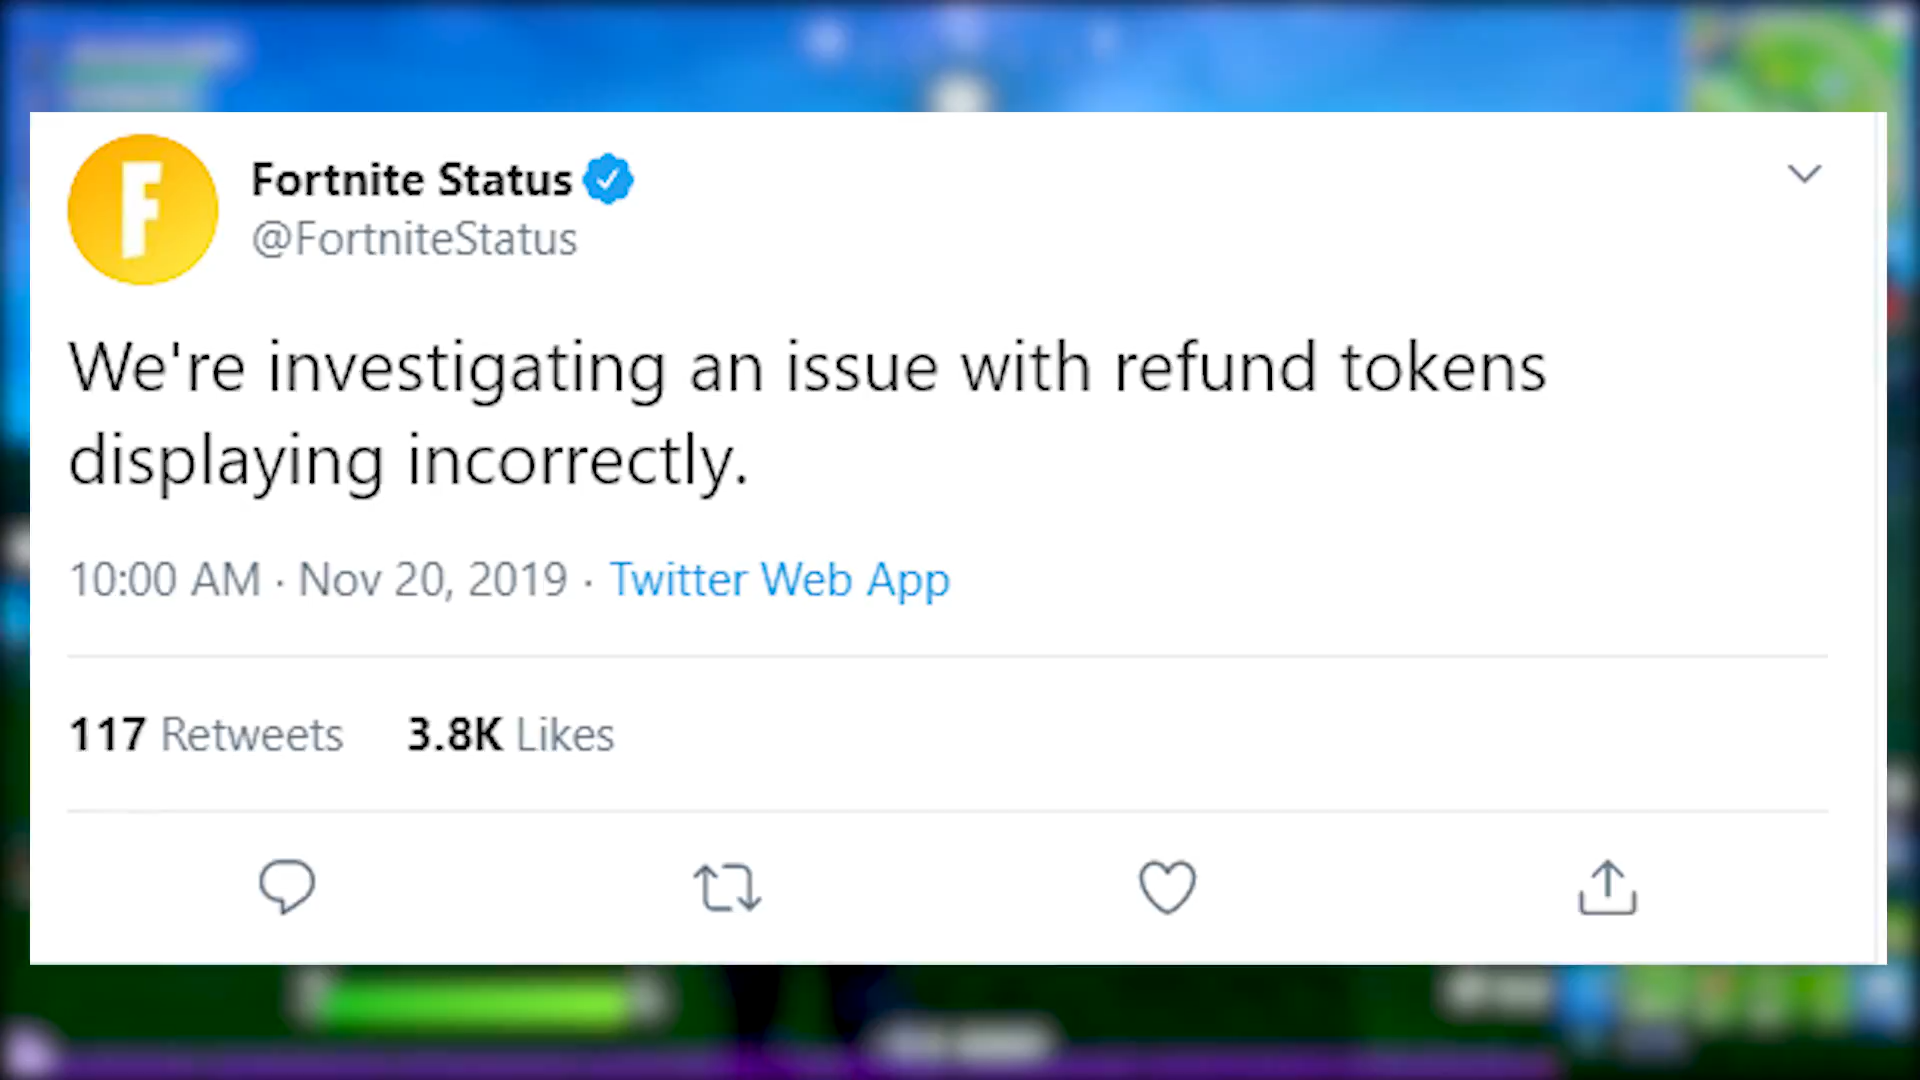 F
Fortnite Status
@FortniteStatus
We're investigating an issue with refund tokens
displaying incorrectly.
10:00 AM · Nov 20, 2019 · Twitter Web App
117 Retweets 3.8K Likes